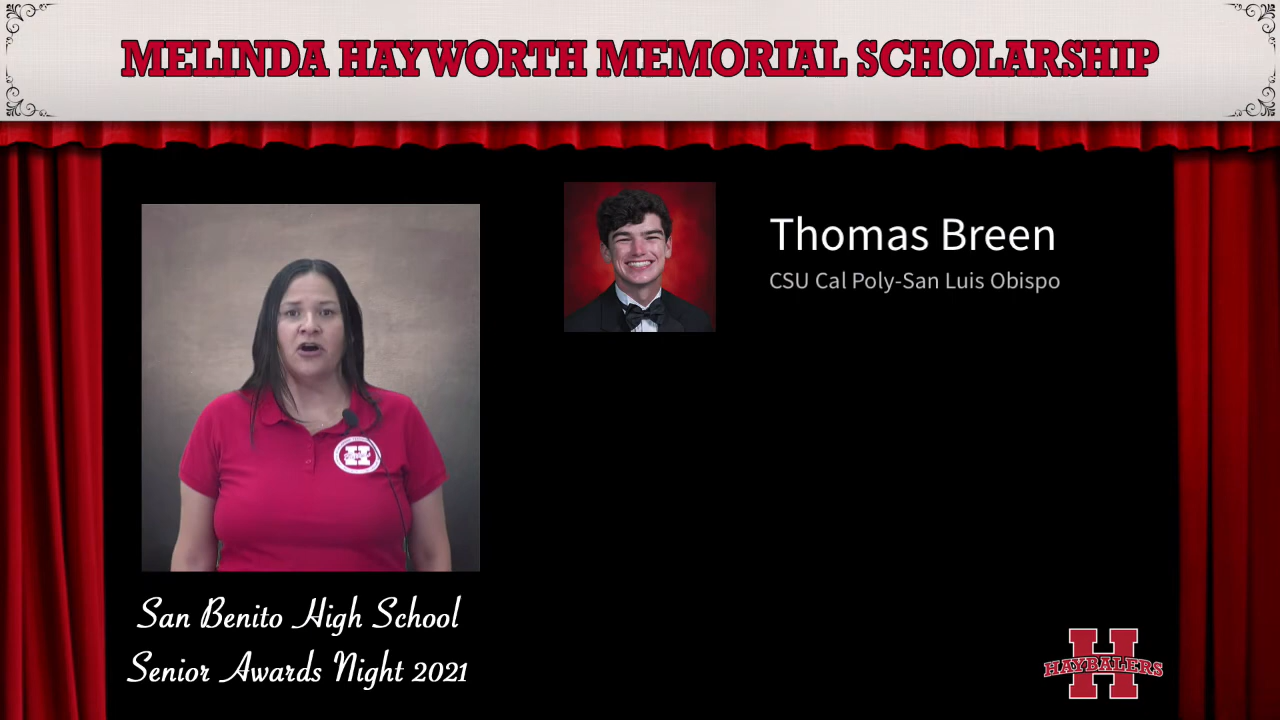 MELINDA HAYWORTH MEMORIAL SCHOLARSHIP
Thomas Breen
CSU Cal Poly-San Luis Obispo
H
San Benito High School
Senior Awards Night 2021
H
HAYBALERS